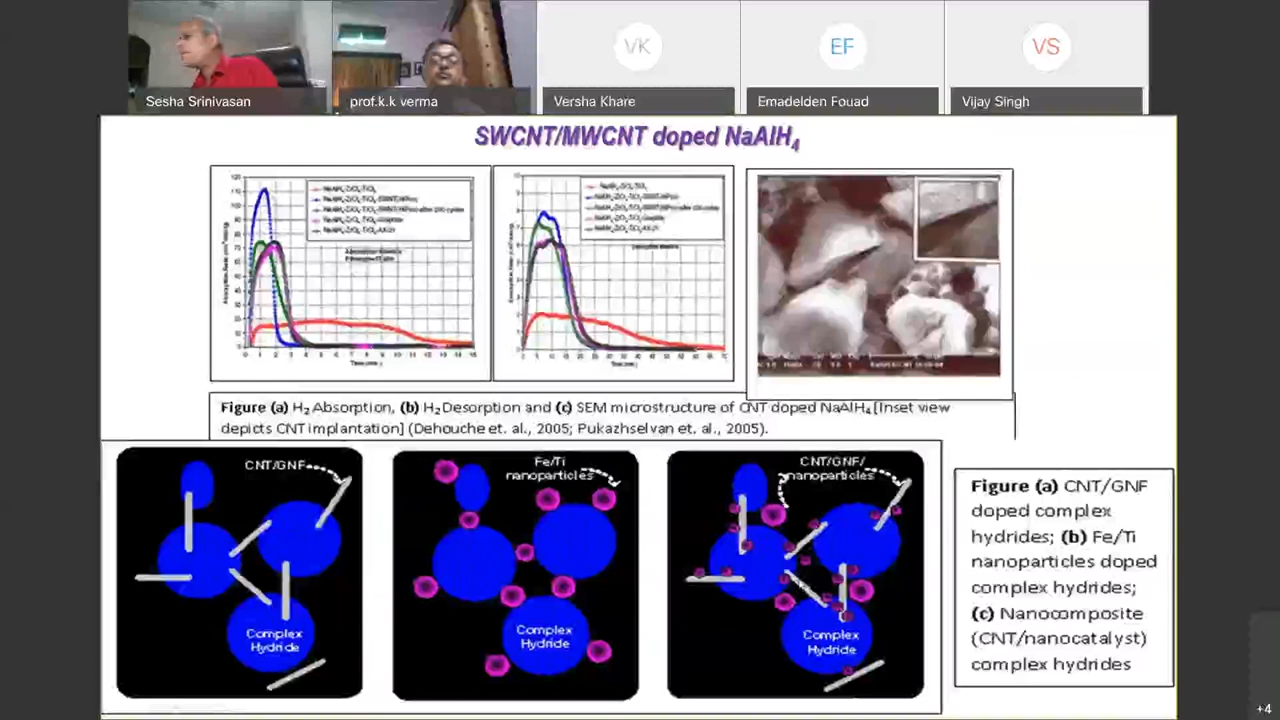 VK
EF
VS
Sesha Srinivasan
prof.k.k verma
Versha Khare
Emadelden Fouad
Vijay Singh
SWCNT/MWCNT doped NaAlH₄
Figure (a) H₂ Absorption, (b) H₂ Desorption and (c) SEM microstructure of CNT doped NaAlH₄ [Inset view
depicts CNT implantation] (Dehouche et. al., 2005; Pukazhselvan et. al., 2005).
CNT/GNF
Complex
Hydride
Fe/Ti
nanoparticles
Complex
Hydride
CNT/GNF/
nanoparticles
Complex
Hydride
Figure (a) CNT/GNF
doped complex
hydrides; (b) Fe/Ti
nanoparticles doped
complex hydrides;
(c) Nanocomposite
(CNT/nanocatalyst)
complex hydrides
+4